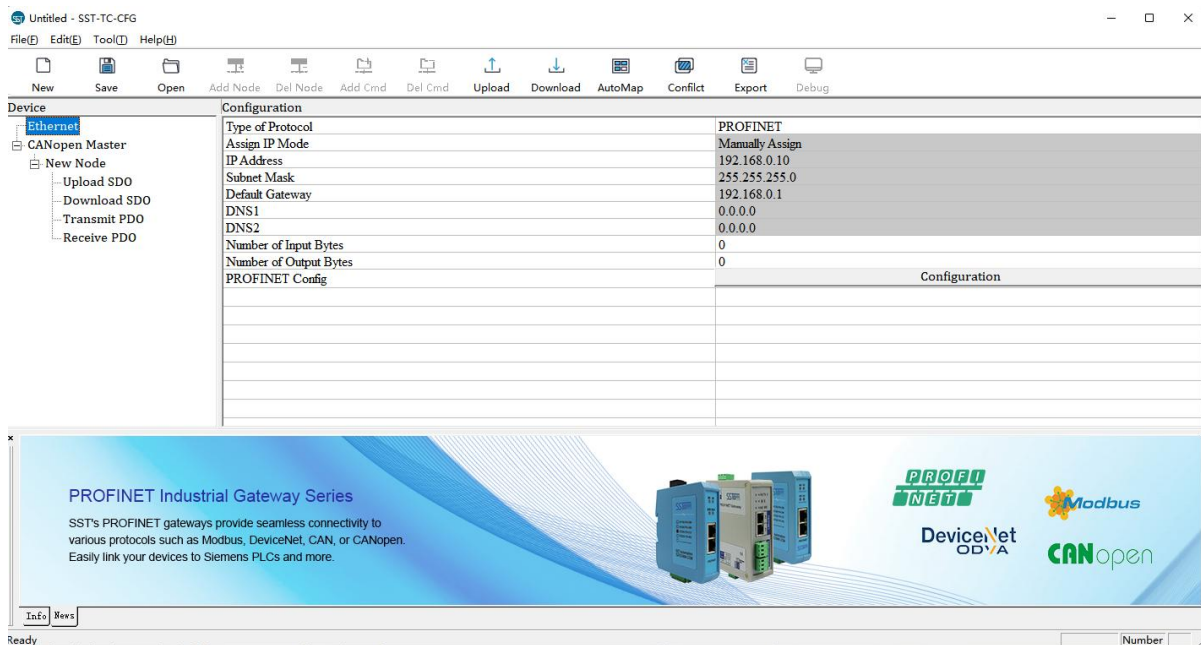 Untitled - SST-TC-CFG
File(F) Edit(E) Tool(T) Help(H)
New Save Open Add Node Del Node Add Cmd Del Cmd Upload Download AutoMap Confilct Export Debug
Device
Ethernet
CANopen Master
New Node
Upload SDO
Download SDO
Transmit PDO
Receive PDO
Configuration
Type of Protocol PROFINET
Assign IP Mode Manually Assign
IP Address 192.168.0.10
Subnet Mask 255.255.255.0
Default Gateway 192.168.0.1
DNS1 0.0.0.0
DNS2 0.0.0.0
Number of Input Bytes 0
Number of Output Bytes 0
PROFINET Config Configuration
PROFINET Industrial Gateway Series
SST's PROFINET gateways provide seamless connectivity to
various protocols such as Modbus, DeviceNet, CAN, or CANopen.
Easily link your devices to Siemens PLCs and more.
PROFI
NET
Modbus
DeviceNet
ODVA
CANopen
Info News
Ready Number